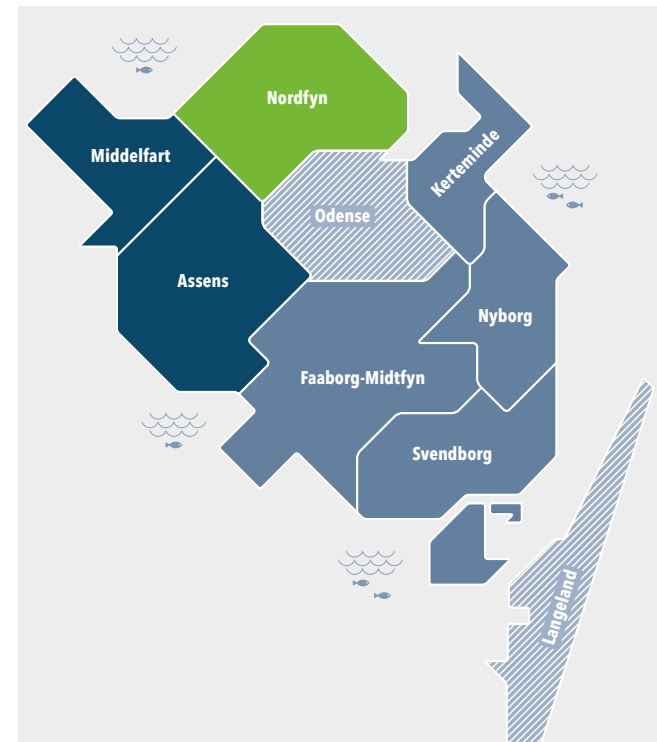 Nordfyn
Middelfart
Kerteminde
Odense
Assens
Nyborg
Faaborg-Midtfyn
Svendborg
Langeland